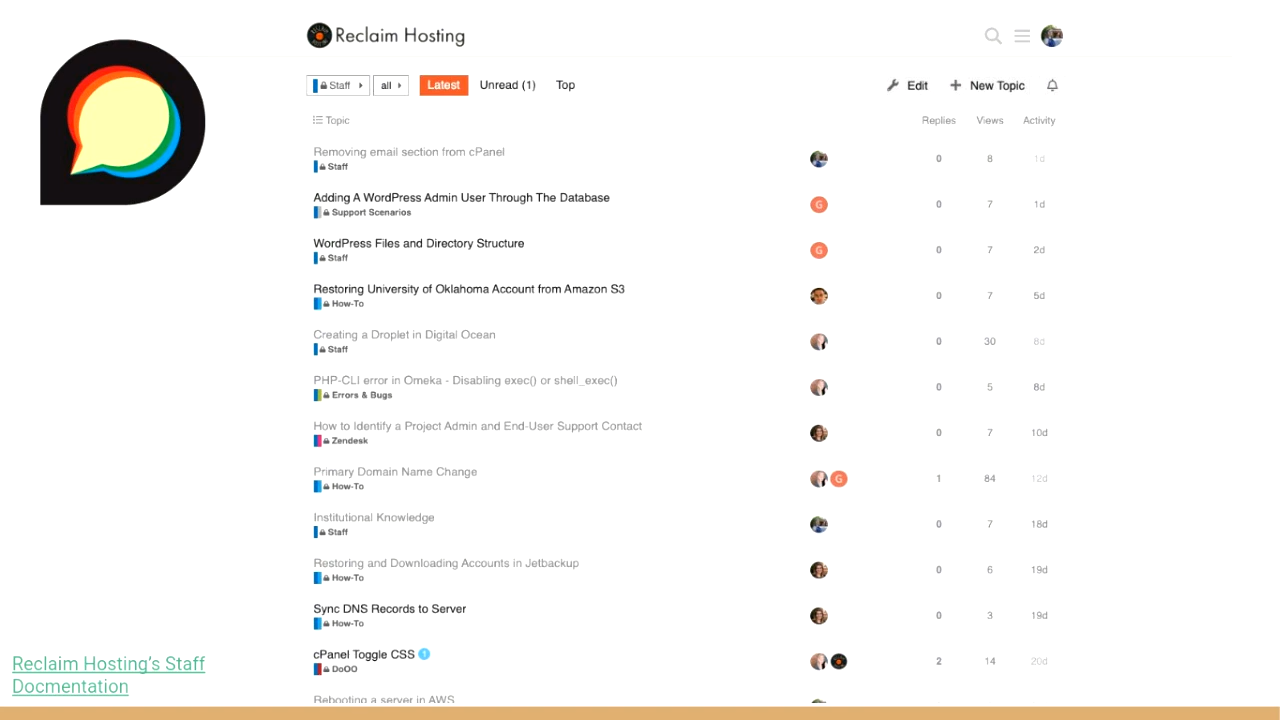 Reclaim Hosting
Staff all Latest Unread (1) Top Edit New Topic
Topic Replies Views Activity
Removing email section from cPanel 0 8 1d
Staff
Adding A WordPress Admin User Through The Database G 0 7 1d
Support Scenarios
WordPress Files and Directory Structure G 0 7 2d
Staff
Restoring University of Oklahoma Account from Amazon S3 0 7 5d
How-To
Creating a Droplet in Digital Ocean 0 30 8d
Staff
PHP-CLI error in Omeka - Disabling exec() or shell_exec() 0 5 8d
Errors & Bugs
How to Identify a Project Admin and End-User Support Contact 0 7 10d
Zendesk
Primary Domain Name Change G 1 84 12d
How-To
Institutional Knowledge 0 7 18d
Staff
Restoring and Downloading Accounts in Jetbackup 0 6 19d
How-To
Sync DNS Records to Server 0 3 19d
How-To
cPanel Toggle CSS 1 2 14 20d
DoOO
Rebooting a server in AWS
Reclaim Hosting's Staff
Docmentation